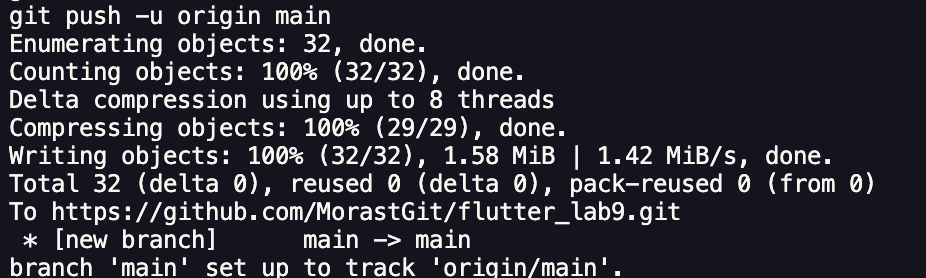 git push -u origin main
Enumerating objects: 32, done.
Counting objects: 100% (32/32), done.
Delta compression using up to 8 threads
Compressing objects: 100% (29/29), done.
Writing objects: 100% (32/32), 1.58 MiB | 1.42 MiB/s, done.
Total 32 (delta 0), reused 0 (delta 0), pack-reused 0 (from 0)
To https://github.com/MorastGit/flutter_lab9.git
 * [new branch]      main -> main
branch 'main' set up to track 'origin/main'.